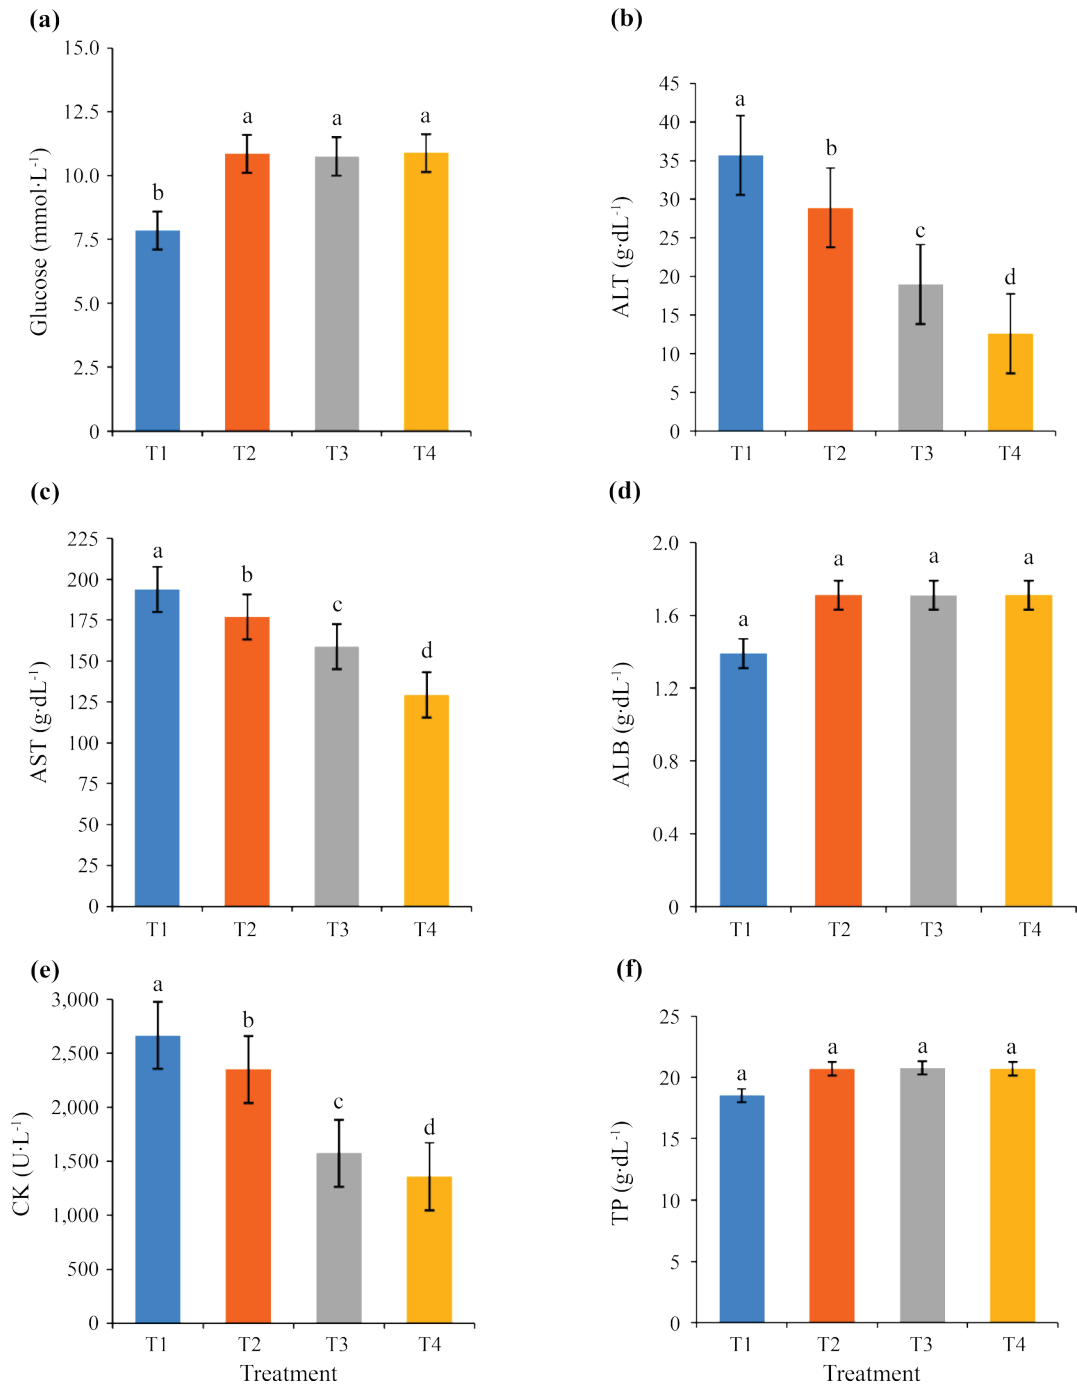 (a)
15.0
12.5
10.0
7.5
5.0
2.5
0
Glucose (mmol·L⁻¹)
b
a
a
a
T1 T2 T3 T4
(b)
45
40
35
30
25
20
15
10
5
0
ALT (g·dL⁻¹)
a
b
c
d
T1 T2 T3 T4
(c)
225
200
175
150
125
100
75
50
25
0
AST (g·dL⁻¹)
a
b
c
d
T1 T2 T3 T4
(d)
2.0
1.6
1.2
0.8
0.4
0
ALB (g·dL⁻¹)
a
a
a
a
T1 T2 T3 T4
(e)
3,000
2,500
2,000
1,500
1,000
500
0
CK (U·L⁻¹)
a
b
c
d
T1 T2 T3 T4
Treatment
(f)
25
20
15
10
5
0
TP (g·dL⁻¹)
a
a
a
a
T1 T2 T3 T4
Treatment